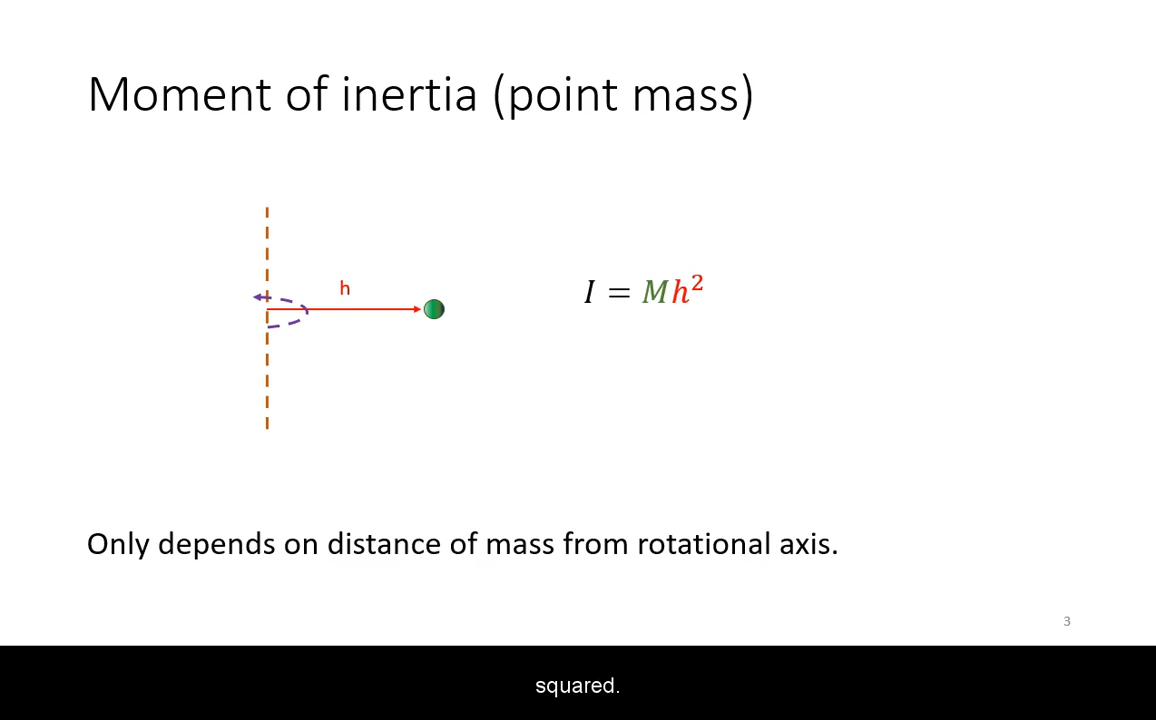 Moment of inertia (point mass)
h
I = Mh²
Only depends on distance of mass from rotational axis.
3
squared.